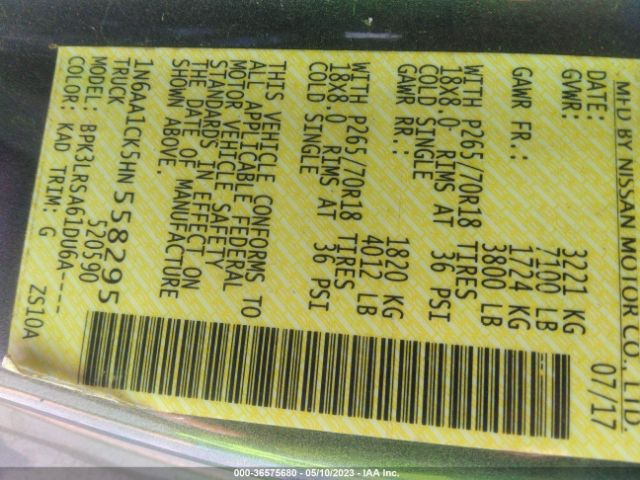 MFD BY NISSAN MOTOR CO., LTD.
DATE: 07/17
GVWR: 3221 KG
7100 LB
GAWR FR.: 1724 KG
3800 LB
WITH P265/70R18 TIRES
18X8.0 RIMS AT 36 PSI
COLD SINGLE
GAWR RR.: 1820 KG
4012 LB
WITH P265/70R18 TIRES
18X8.0 RIMS AT 36 PSI
COLD SINGLE
THIS VEHICLE CONFORMS TO
ALL APPLICABLE FEDERAL
MOTOR VEHICLE SAFETY
STANDARDS IN EFFECT ON
THE DATE OF MANUFACTURE
SHOWN ABOVE.
1N6AA1CK5HN558295
TRUCK 320590
MODEL: BPK3LRSA61DU6A----
COLOR: KAD TRIM: G ZS10A
000-36575680 - 05/10/2023 - IAA Inc.